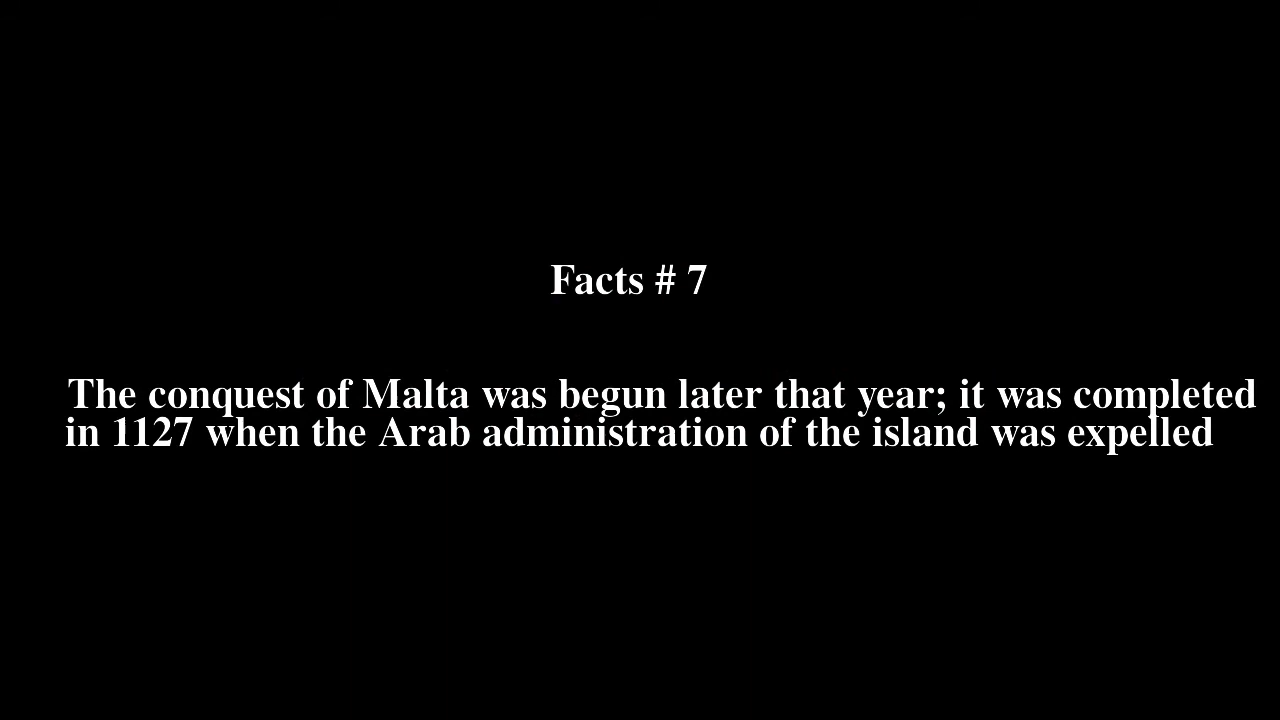 Facts # 7
The conquest of Malta was begun later that year; it was completed
in 1127 when the Arab administration of the island was expelled